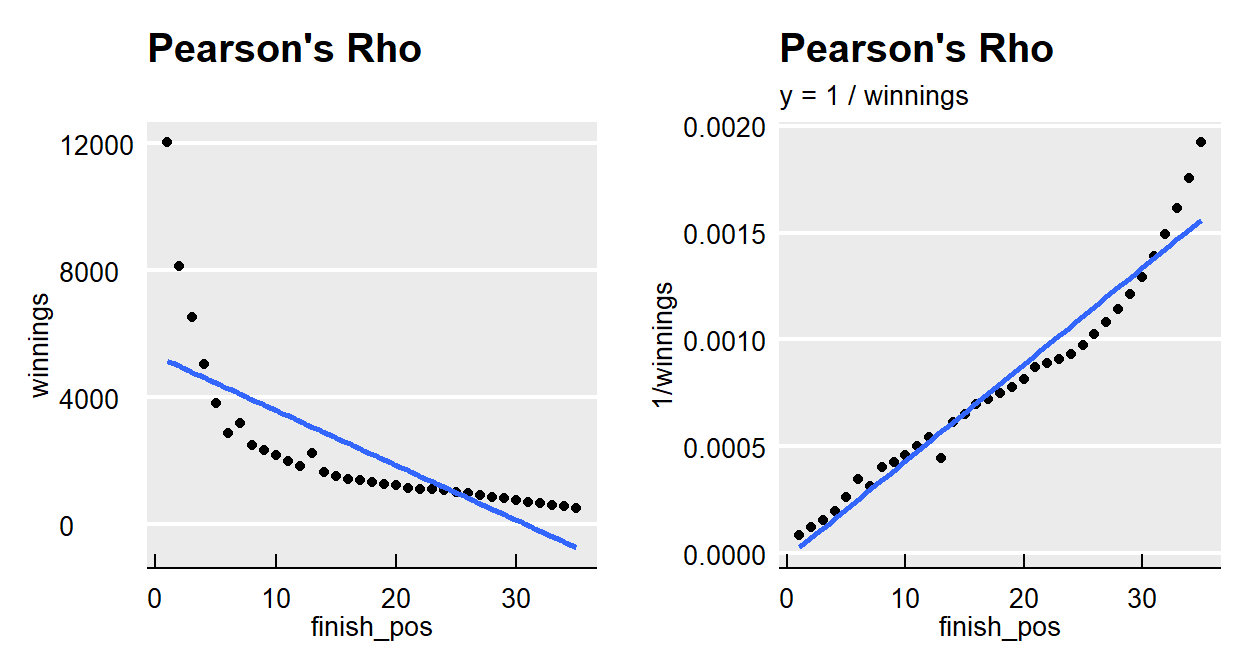 Pearson's Rho
12000
8000
4000
0
winnings
0 10 20 30
finish_pos
Pearson's Rho
y = 1 / winnings
0.0020
0.0015
0.0010
0.0005
0.0000
1/winnings
0 10 20 30
finish_pos